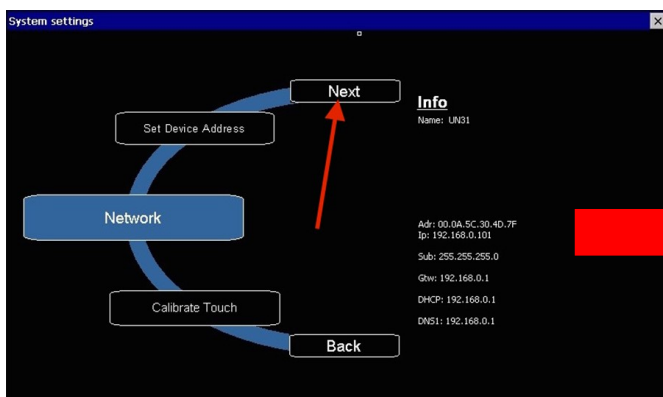 System settings
Next
Set Device Address
Network
Calibrate Touch
Back
Info
Name: UN31
Adr: 00.0A.5C.30.4D.7F
Ip: 192.168.0.101
Sub: 255.255.255.0
Gtw: 192.168.0.1
DHCP: 192.168.0.1
DNS1: 192.168.0.1